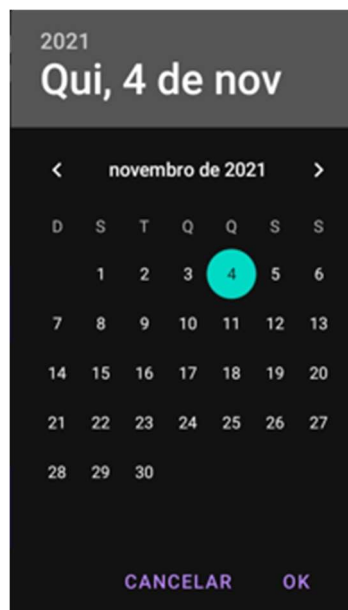 2021
Qui, 4 de nov
novembro de 2021
D S T Q Q S S
1 2 3 4 5 6
7 8 9 10 11 12 13
14 15 16 17 18 19 20
21 22 23 24 25 26 27
28 29 30
CANCELAR OK